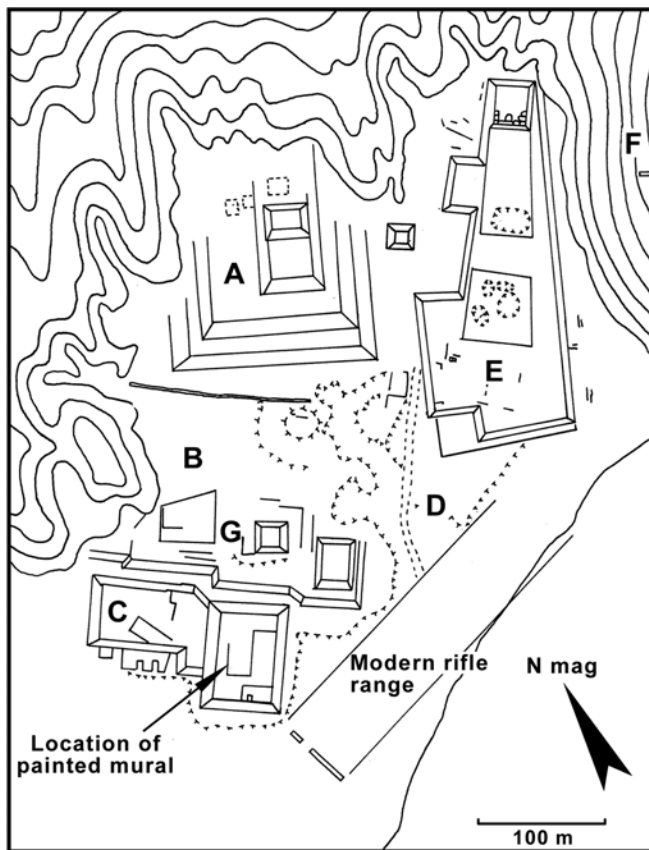 F
A
E
B
D
G
C
Modern rifle
range
N mag
Location of
painted mural
100 m